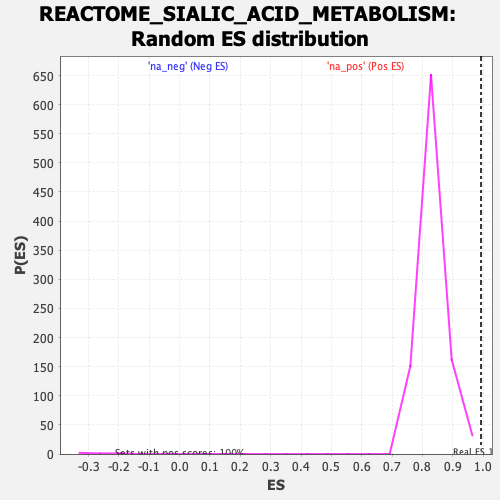 REACTOME_SIALIC_ACID_METABOLISM:
Random ES distribution
'na_neg' (Neg ES)
'na_pos' (Pos ES)
650
600
550
500
450
400
350
300
250
200
150
100
50
0
P(ES)
Sets with pos scores: 100%
Real ES 1
-0.3 -0.2 -0.1 0.0 0.1 0.2 0.3 0.4 0.5 0.6 0.7 0.8 0.9 1.0
ES